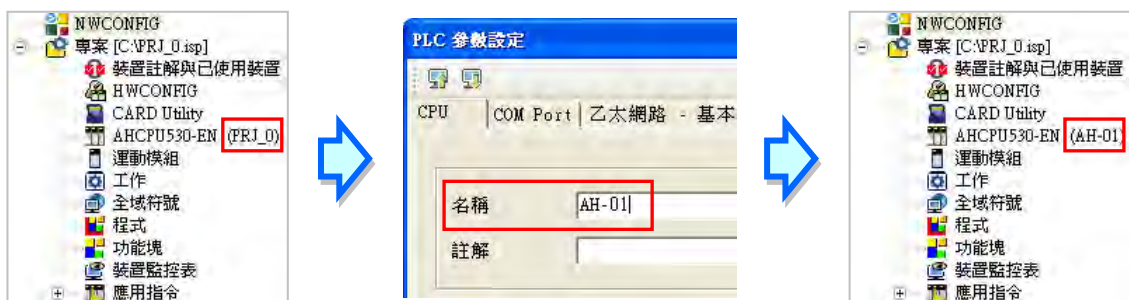 NWCONFIG
專案 [C:\PRJ_0.isp]
裝置註解與已使用裝置
HWCONFIG
CARD Utility
AHCPU530-EN (PRJ_0)
運動模組
工作
全域符號
程式
功能塊
裝置監控表
應用指令
PLC 參數設定
CPU COM Port 乙太網路 - 基本
名稱 AH-01
註解
NWCONFIG
專案 [C:\PRJ_0.isp]
裝置註解與已使用裝置
HWCONFIG
CARD Utility
AHCPU530-EN (AH-01)
運動模組
工作
全域符號
程式
功能塊
裝置監控表
應用指令